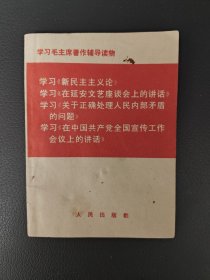 学习毛主席著作辅导读物
学习《新民主主义论》
学习《在延安文艺座谈会上的讲话》
学习《关于正确处理人民内部矛盾
的问题》
学习《在中国共产党全国宣传工作
会议上的讲话》
人民出版社